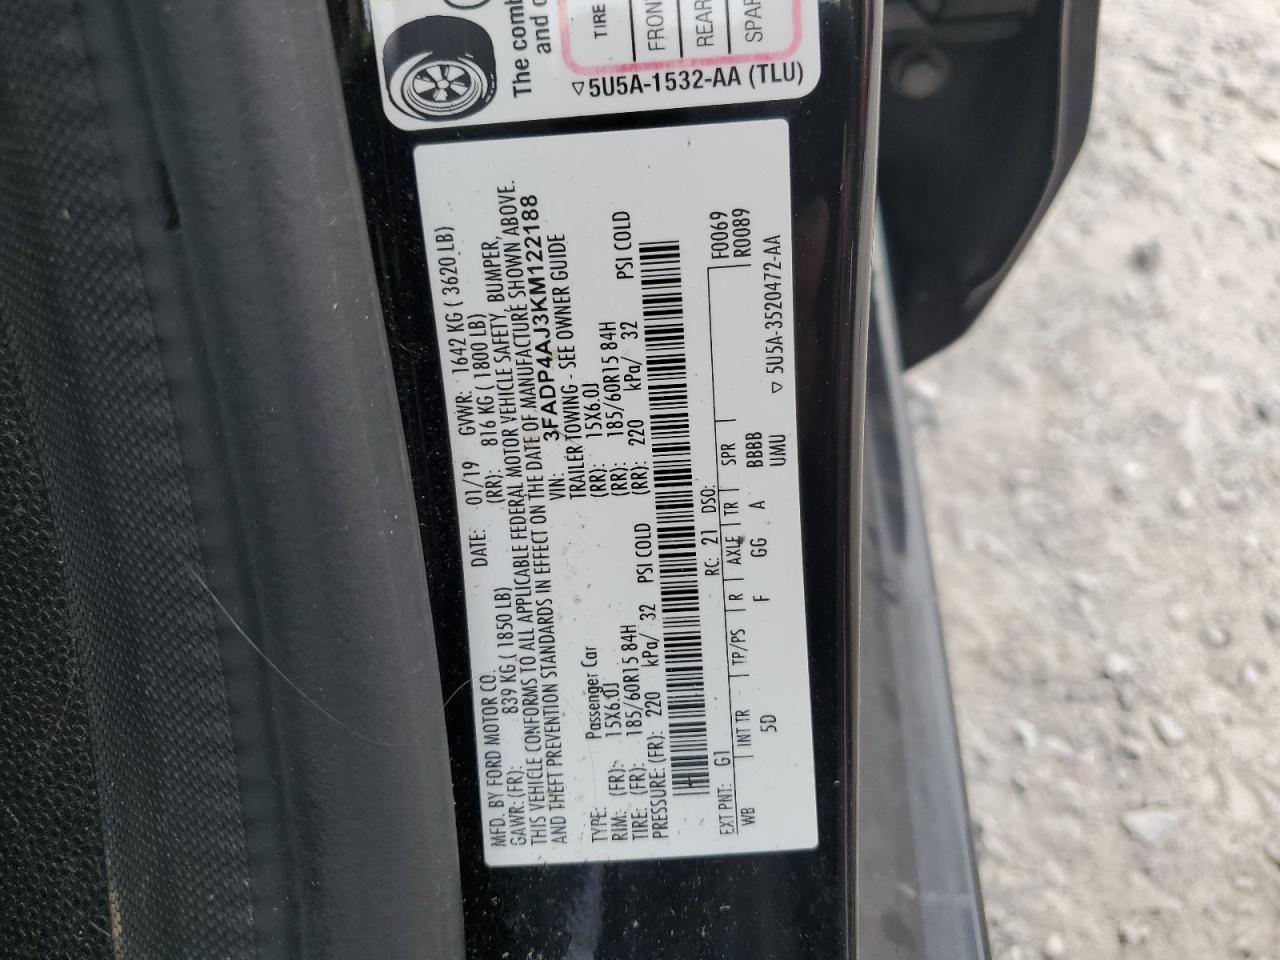 The comb
and o
TIRE
FRON
REAR
SPAR
▽5U5A-1532-AA (TLU)
MFD. BY FORD MOTOR CO. DATE: 01/19 GVWR: 1642 KG ( 3620 LB)
GAWR: (FR): 839 KG ( 1850 LB) (RR): 816 KG ( 1800 LB)
THIS VEHICLE CONFORMS TO ALL APPLICABLE FEDERAL MOTOR VEHICLE SAFETY, BUMPER,
AND THEFT PREVENTION STANDARDS IN EFFECT ON THE DATE OF MANUFACTURE SHOWN ABOVE.
VIN: 3FADP4AJ3KM122188
TYPE: Passenger Car TRAILER TOWING - SEE OWNER GUIDE
RIM: (FR): 15X6.0J (RR): 15X6.0J
TIRE: (FR): 185/60R15 84H (RR): 185/60R15 84H
PRESSURE: (FR): 220 kPa/ 32 PSI COLD (RR): 220 kPa/ 32 PSI COLD
EXT PNT: G1 RC: 21 DSO: F0069
WB INT TR TP/PS R AXLE TR SPR R0089
5D F GG A BBBB
UMU ▽ 5U5A-3520472-AA